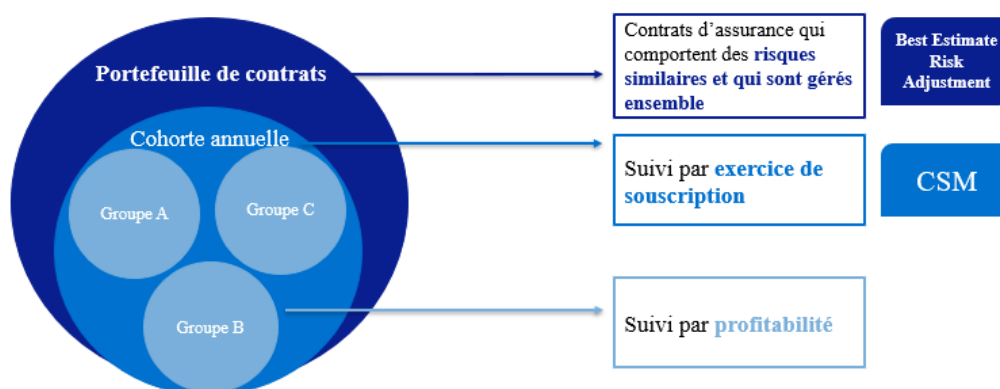 Portefeuille de contrats
Cohorte annuelle
Groupe A
Groupe C
Groupe B
Contrats d’assurance qui
comportent des risques
similaires et qui sont gérés
ensemble
Best Estimate
Risk
Adjustment
Suivi par exercice de
souscription
CSM
Suivi par profitabilité